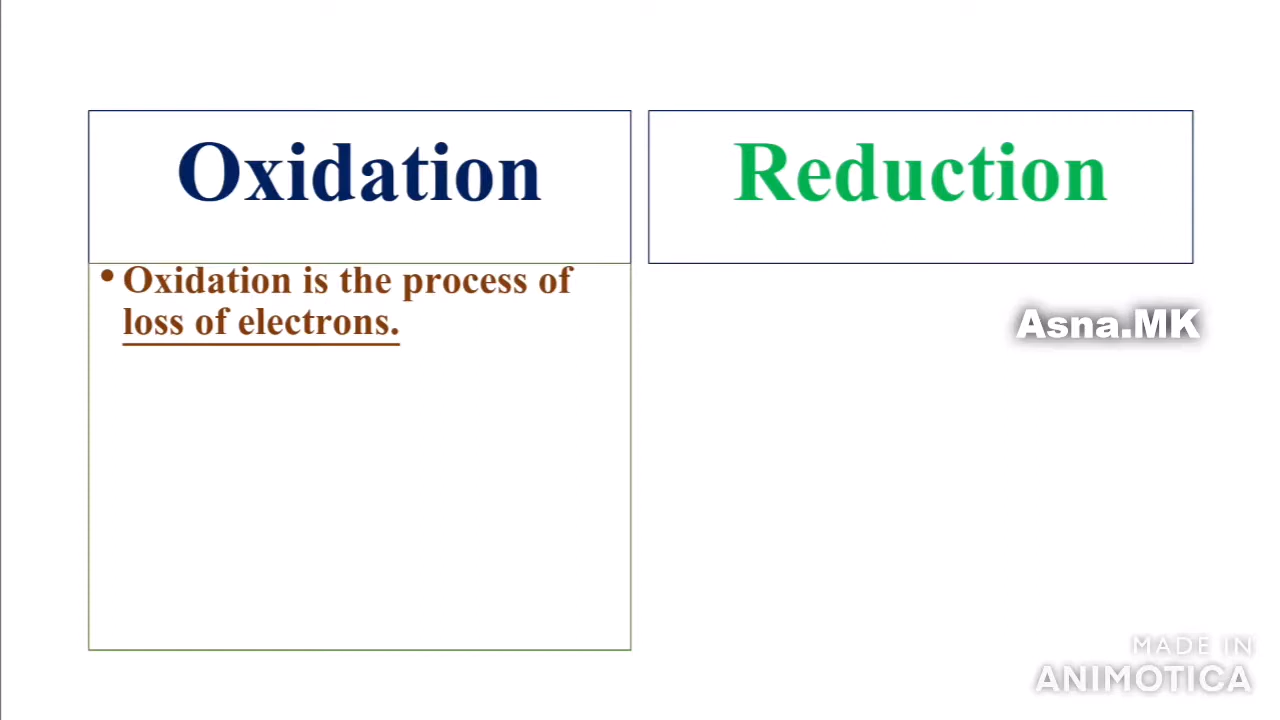 Oxidation
Reduction
• Oxidation is the process of
loss of electrons.
Asna.MK
MADE IN
ANIMOTICA